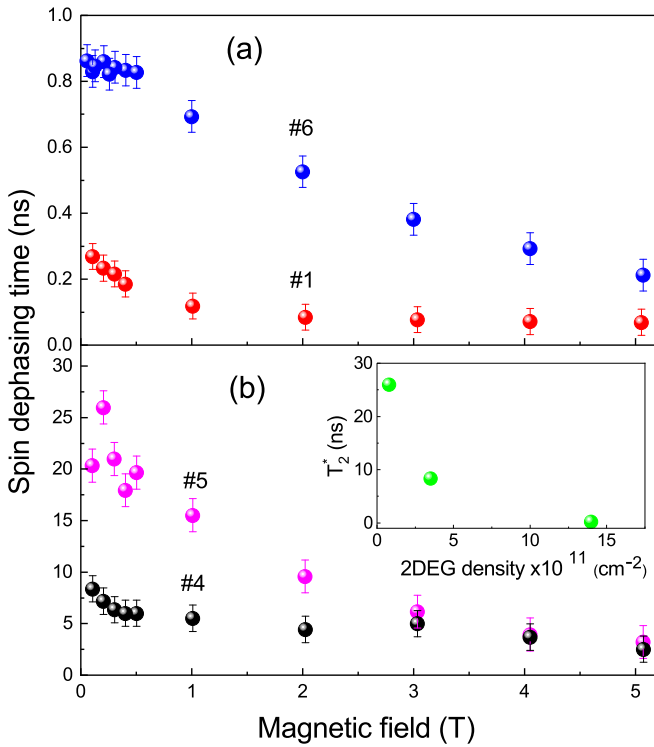 Spin dephasing time (ns)
1.0
0.8
0.6
0.4
0.2
0.0
(a)
#6
#1
30
25
20
15
10
5
0
(b)
#5
#4
0 1 2 3 4 5
Magnetic field (T)
T₂* (ns)
30
20
10
0
0 5 10 15
2DEG density x10 ¹¹ (cm⁻²)